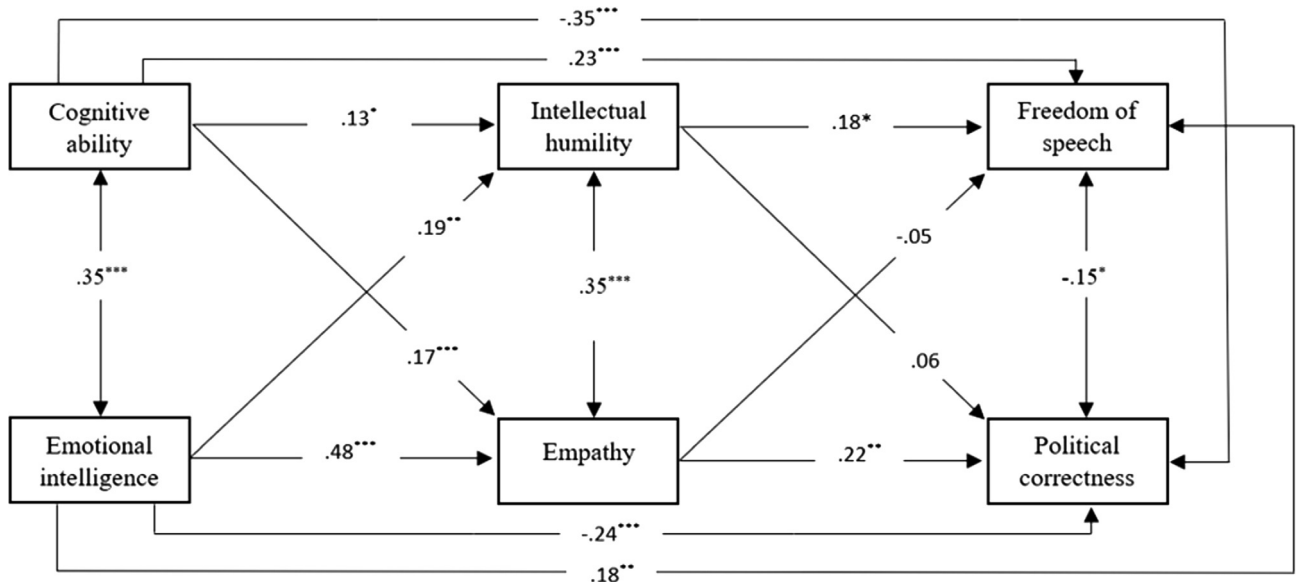 -.35***
.23***
Cognitive
ability
.13*
Intellectual
humility
.18*
Freedom of
speech
.19**
-.05
.35***
.35***
-.15*
.17***
.06
Emotional
intelligence
.48***
Empathy
.22**
Political
correctness
-.24***
.18**